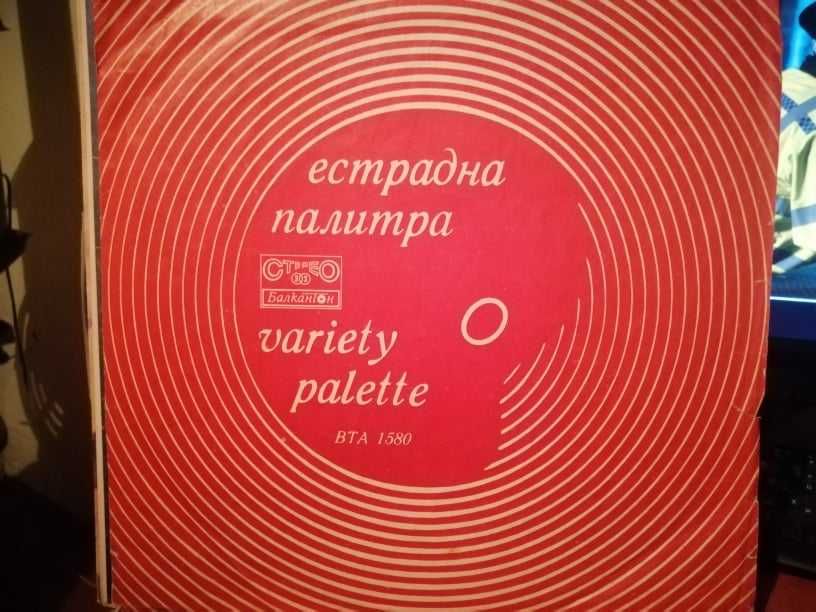 естрадна
палитра
СТЕРЕО
33
Балкантон
variety
palette
ВТА 1580